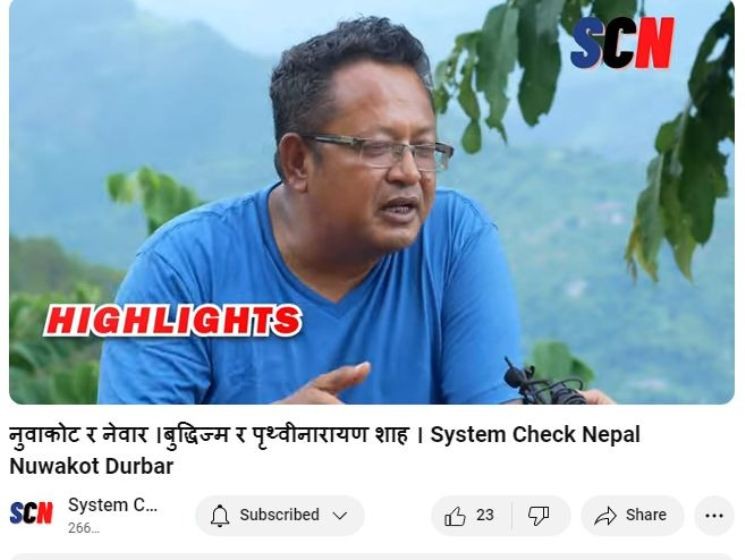 SCN
HIGHLIGHTS
नुवाकोट र नेवार ।बुद्धिज्म र पृथ्वीनारायण शाह । System Check Nepal
Nuwakot Durbar
SCN System C... Subscribed 23 Share
266...